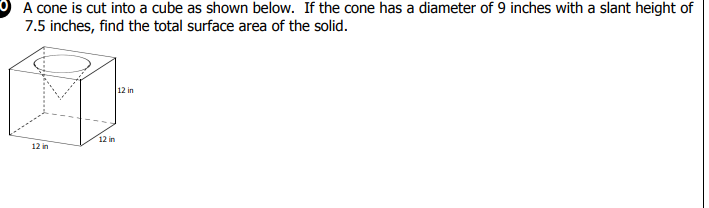 A cone is cut into a cube as shown below. If the cone has a diameter of 9 inches with a slant height of
7.5 inches, find the total surface area of the solid.
12 in
12 in
12 in